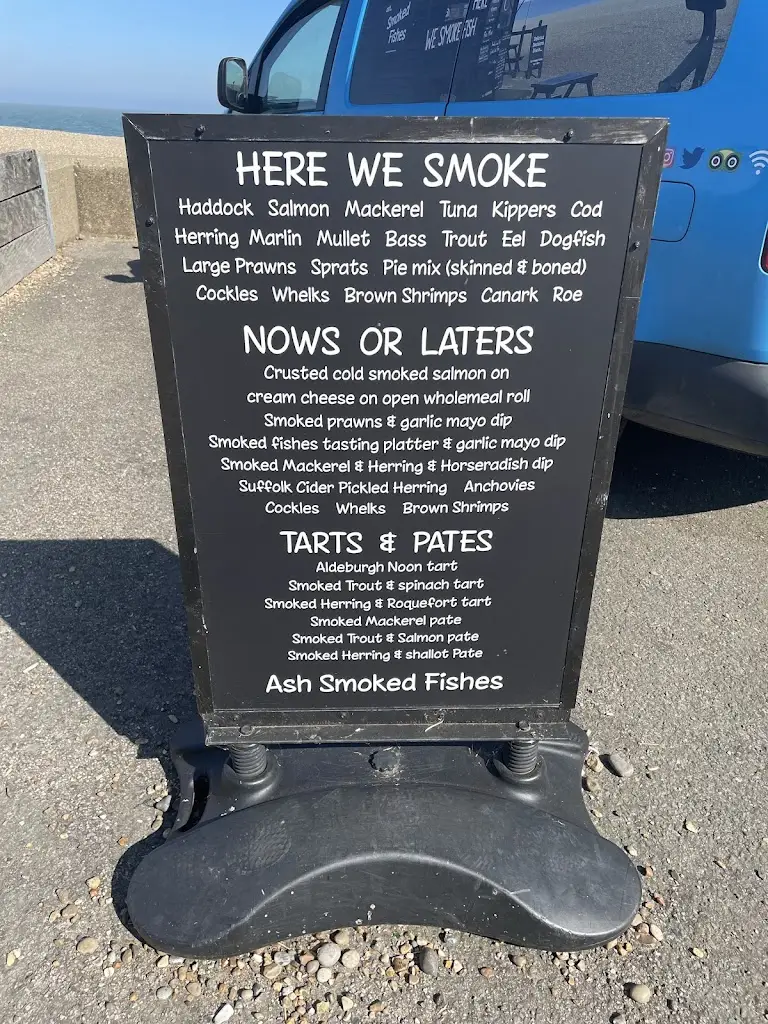 Smoked
Fishes
WE SMOKE FISH
HERE
HERE WE SMOKE
Haddock Salmon Mackerel Tuna Kippers Cod
Herring Marlin Mullet Bass Trout Eel Dogfish
Large Prawns Sprats Pie mix (skinned & boned)
Cockles Whelks Brown Shrimps Canark Roe
NOWS OR LATERS
Crusted cold smoked salmon on
cream cheese on open wholemeal roll
Smoked prawns & garlic mayo dip
Smoked fishes tasting platter & garlic mayo dip
Smoked Mackerel & Herring & Horseradish dip
Suffolk Cider Pickled Herring Anchovies
Cockles Whelks Brown Shrimps
TARTS & PATES
Aldeburgh Noon tart
Smoked Trout & spinach tart
Smoked Herring & Roquefort tart
Smoked Mackerel pate
Smoked Trout & Salmon pate
Smoked Herring & shallot Pate
Ash Smoked Fishes